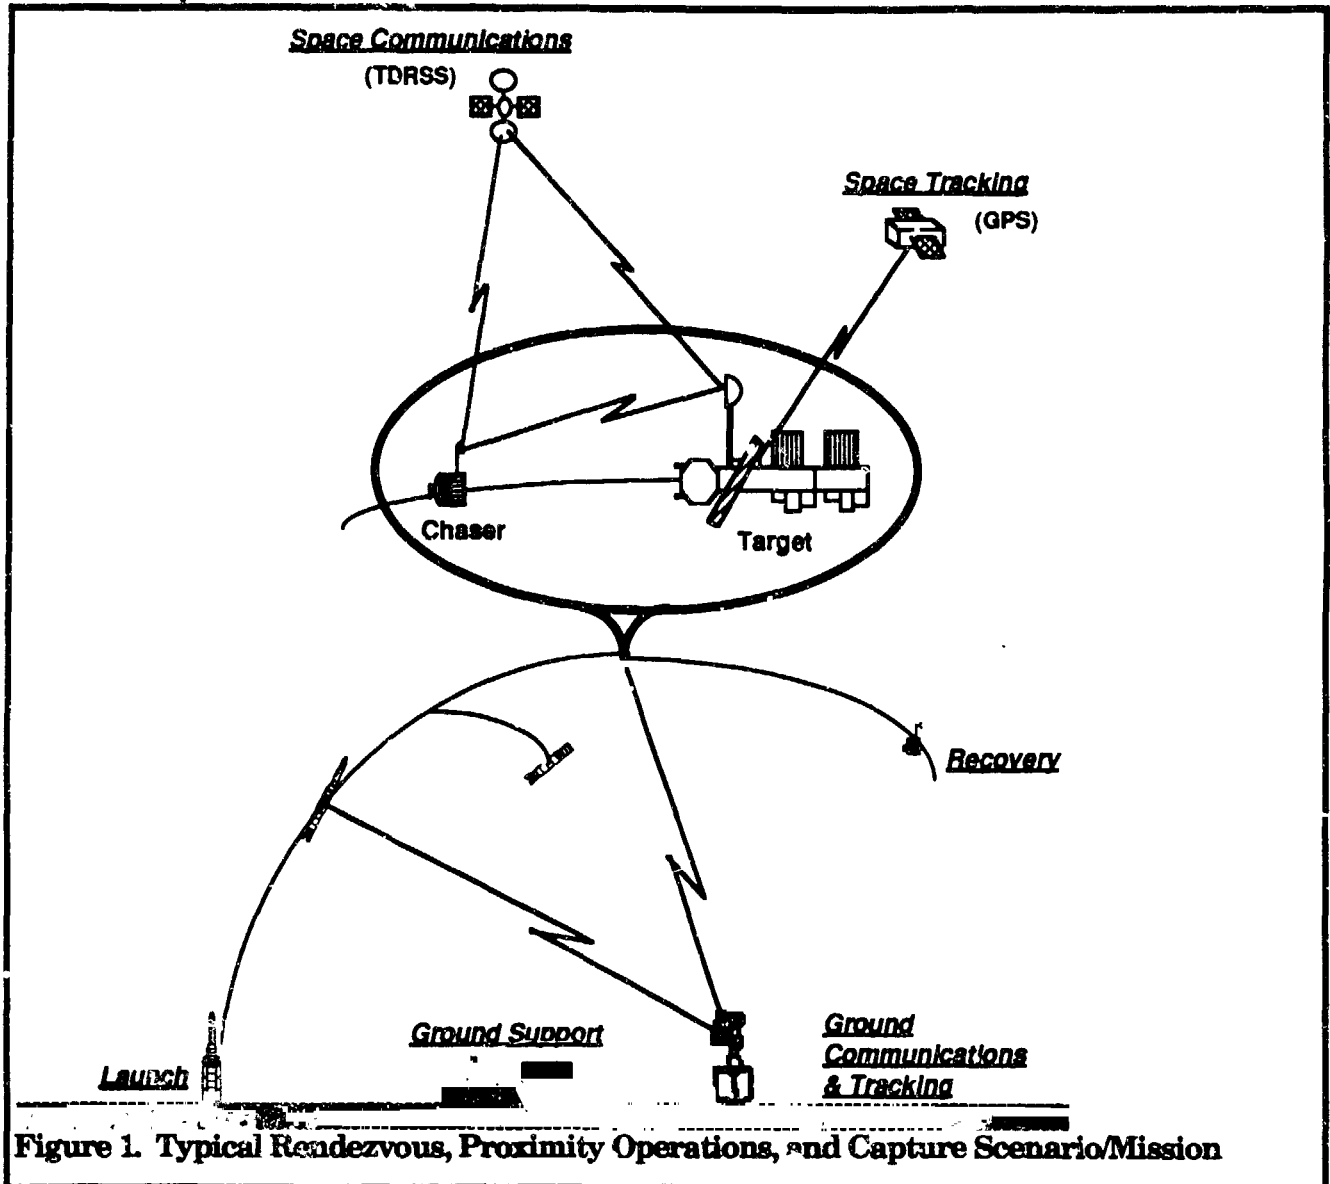 Space Communications
(TDRSS)
Space Tracking
(GPS)
Chaser
Target
Recovery
Ground Support
Ground
Communications
& Tracking
Launch
Figure 1. Typical Rendezvous, Proximity Operations, and Capture Scenario/Mission